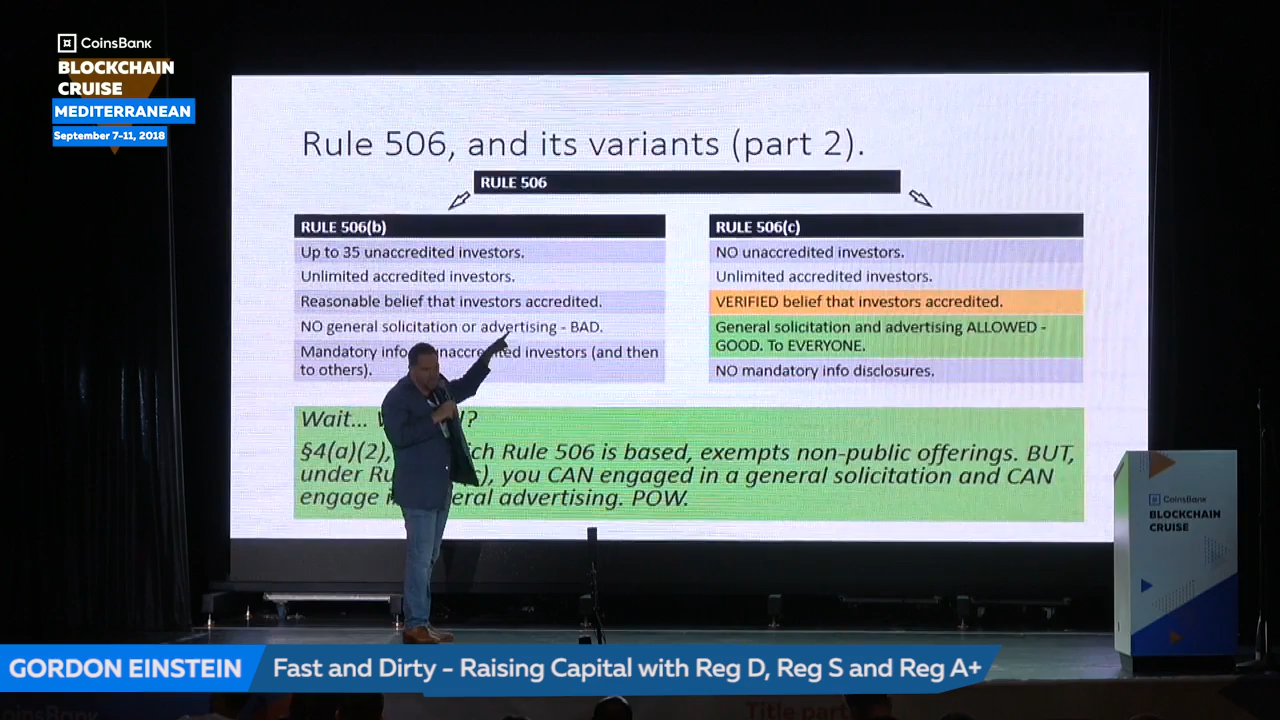 CoinsBank
BLOCKCHAIN
CRUISE
MEDITERRANEAN
September 7-11, 2018
Rule 506, and its variants (part 2).
RULE 506
RULE 506(b)
Up to 35 unaccredited investors.
Unlimited accredited investors.
Reasonable belief that investors accredited.
NO general solicitation or advertising - BAD.
Mandatory info investors (and then
to others).
RULE 506(c)
NO unaccredited investors.
Unlimited accredited investors.
VERIFIED belief that investors accredited.
General solicitation and advertising ALLOWED -
GOOD. To EVERYONE.
NO mandatory info disclosures.
Wait...
§4(a)(2), Rule 506 is based, exempts non-public offerings. BUT,
under you CAN engaged in a general solicitation and CAN
engage advertising. POW.
CoinsBank
BLOCKCHAIN
CRUISE
GORDON EINSTEIN
Fast and Dirty - Raising Capital with Reg D, Reg S and Reg A+
CoinsBank
Title part